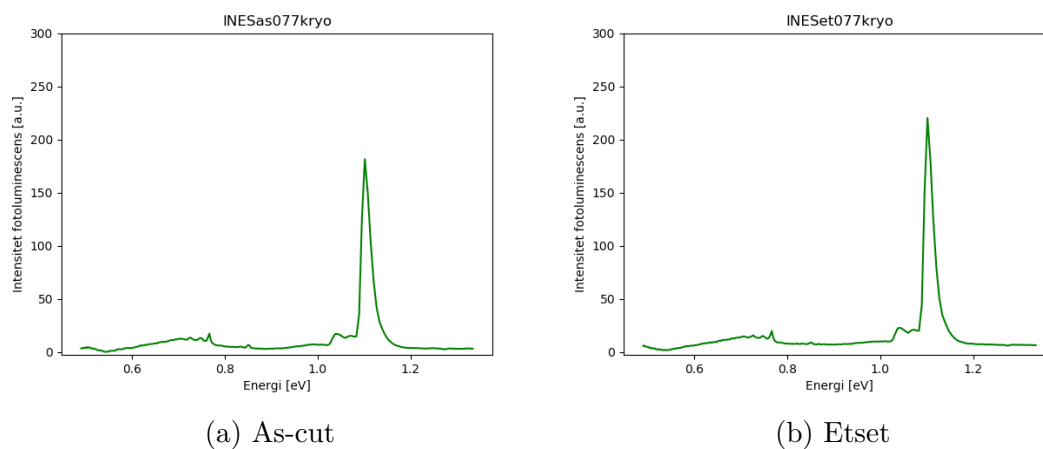 INESas077kryo
300
250
200
150
100
50
0
Intensitet fotoluminescens [a.u.]
0.6 0.8 1.0 1.2
Energi [eV]
(a) As-cut
INESet077kryo
300
250
200
150
100
50
0
Intensitet fotoluminescens [a.u.]
0.6 0.8 1.0 1.2
Energi [eV]
(b) Etset